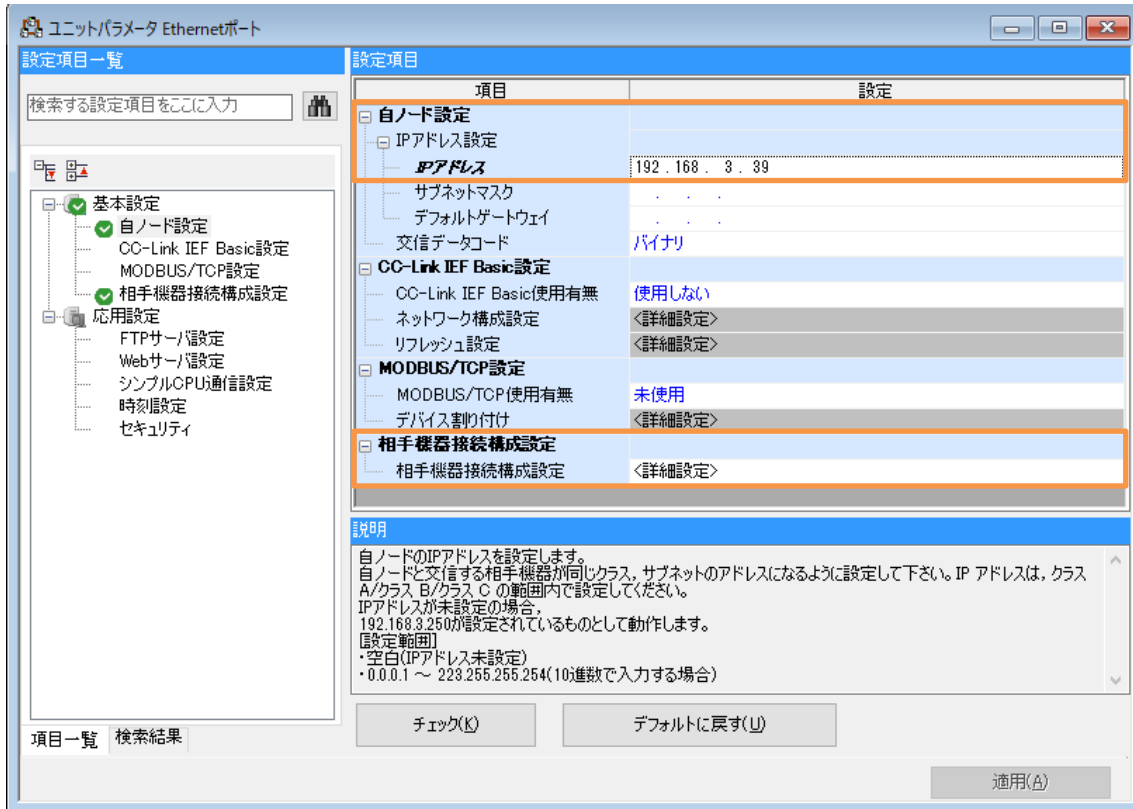 ユニットパラメータ Ethernetポート
設定項目一覧
検索する設定項目をここに入力
基本設定
自ノード設定
CC-Link IEF Basic設定
MODBUS/TCP設定
相手機器接続構成設定
応用設定
FTPサーバ設定
Webサーバ設定
シンプルCPU通信設定
時刻設定
セキュリティ
項目一覧 検索結果
設定項目
項目 設定
自ノード設定
IPアドレス設定
IPアドレス 192 . 168 . 3 . 39
サブネットマスク . . .
デフォルトゲートウェイ . . .
交信データコード バイナリ
CC-Link IEF Basic設定
CC-Link IEF Basic使用有無 使用しない
ネットワーク構成設定 <詳細設定>
リフレッシュ設定 <詳細設定>
MODBUS/TCP設定
MODBUS/TCP使用有無 未使用
デバイス割り付け <詳細設定>
相手機器接続構成設定
相手機器接続構成設定 <詳細設定>
説明
自ノードのIPアドレスを設定します。
自ノードと交信する相手機器が同じクラス，サブネットのアドレスになるように設定して下さい。IP アドレスは，クラス
A/クラス B/クラス C の範囲内で設定してください。
IPアドレスが未設定の場合，
192.168.3.250が設定されているものとして動作します。
[設定範囲]
・空白(IPアドレス未設定)
・0.0.0.1 ～ 223.255.255.254(10進数で入力する場合)
チェック(K) デフォルトに戻す(U)
適用(A)